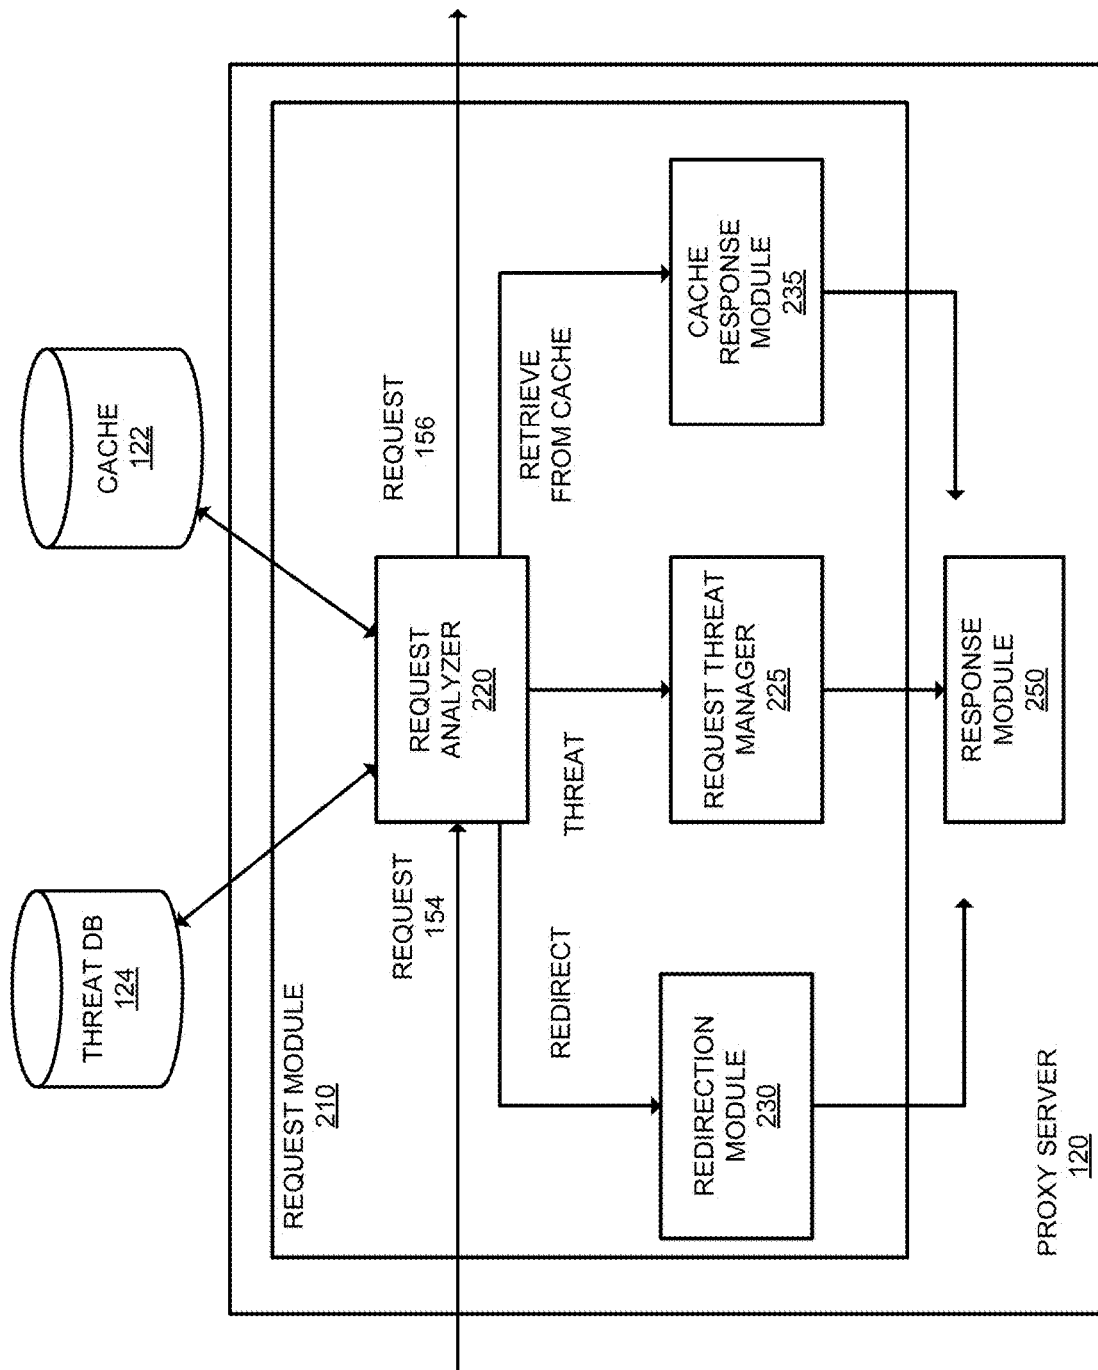 THREAT DB
124
CACHE
122
REQUEST MODULE
210
REQUEST
154
REQUEST
ANALYZER
220
REQUEST
156
REDIRECT
THREAT
RETRIEVE
FROM CACHE
REDIRECTION
MODULE
230
REQUEST THREAT
MANAGER
225
CACHE
RESPONSE
MODULE
235
RESPONSE
MODULE
250
PROXY SERVER
120